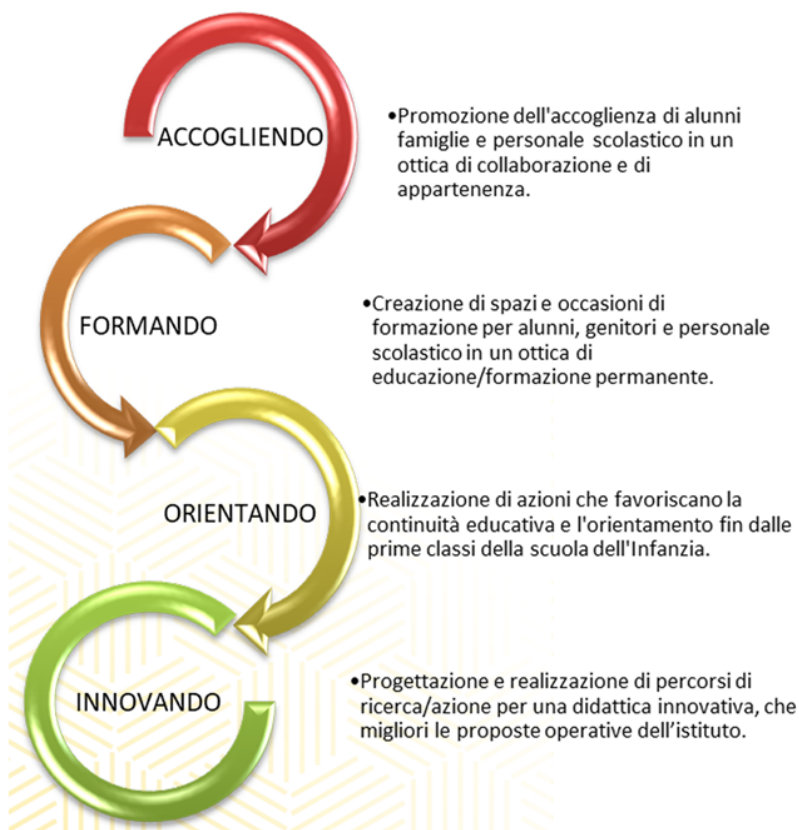 ACCOGLIENDO
•Promozione dell'accoglienza di alunni
famiglie e personale scolastico in un
ottica di collaborazione e di
appartenenza.
FORMANDO
•Creazione di spazi e occasioni di
formazione per alunni, genitori e personale
scolastico in un ottica di
educazione/formazione permanente.
ORIENTANDO
•Realizzazione di azioni che favoriscano la
continuità educativa e l'orientamento fin dalle
prime classi della scuola dell'Infanzia.
INNOVANDO
•Progettazione e realizzazione di percorsi di
ricerca/azione per una didattica innovativa, che
migliori le proposte operative dell’istituto.